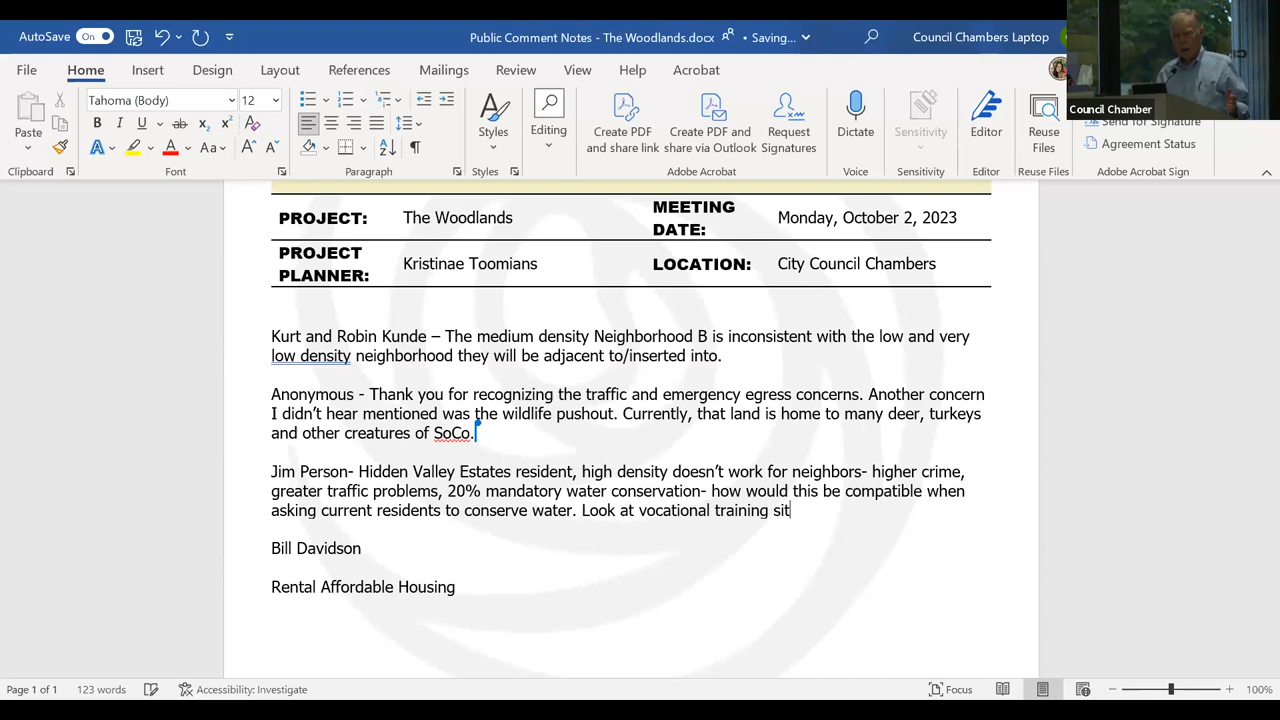 AutoSave On
Public Comment Notes - The Woodlands.docx • Saving...
Council Chambers Laptop
File Home Insert Design Layout References Mailings Review View Help Acrobat
Tahoma (Body) 12
Paste
Styles
Editing
Create PDF and share link
Create PDF and share via Outlook
Request Signatures
Dictate
Sensitivity
Editor
Reuse Files
Send for Signature
Agreement Status
Clipboard Font Paragraph Styles Adobe Acrobat Voice Sensitivity Editor Reuse Files Adobe Acrobat Sign
Council Chamber
PROJECT: The Woodlands MEETING DATE: Monday, October 2, 2023
PROJECT PLANNER: Kristinae Toomians LOCATION: City Council Chambers
Kurt and Robin Kunde – The medium density Neighborhood B is inconsistent with the low and very
low density neighborhood they will be adjacent to/inserted into.
Anonymous - Thank you for recognizing the traffic and emergency egress concerns. Another concern
I didn't hear mentioned was the wildlife pushout. Currently, that land is home to many deer, turkeys
and other creatures of SoCo.
Jim Person- Hidden Valley Estates resident, high density doesn't work for neighbors- higher crime,
greater traffic problems, 20% mandatory water conservation- how would this be compatible when
asking current residents to conserve water. Look at vocational training sit
Bill Davidson
Rental Affordable Housing
Page 1 of 1 123 words Accessibility: Investigate Focus 100%